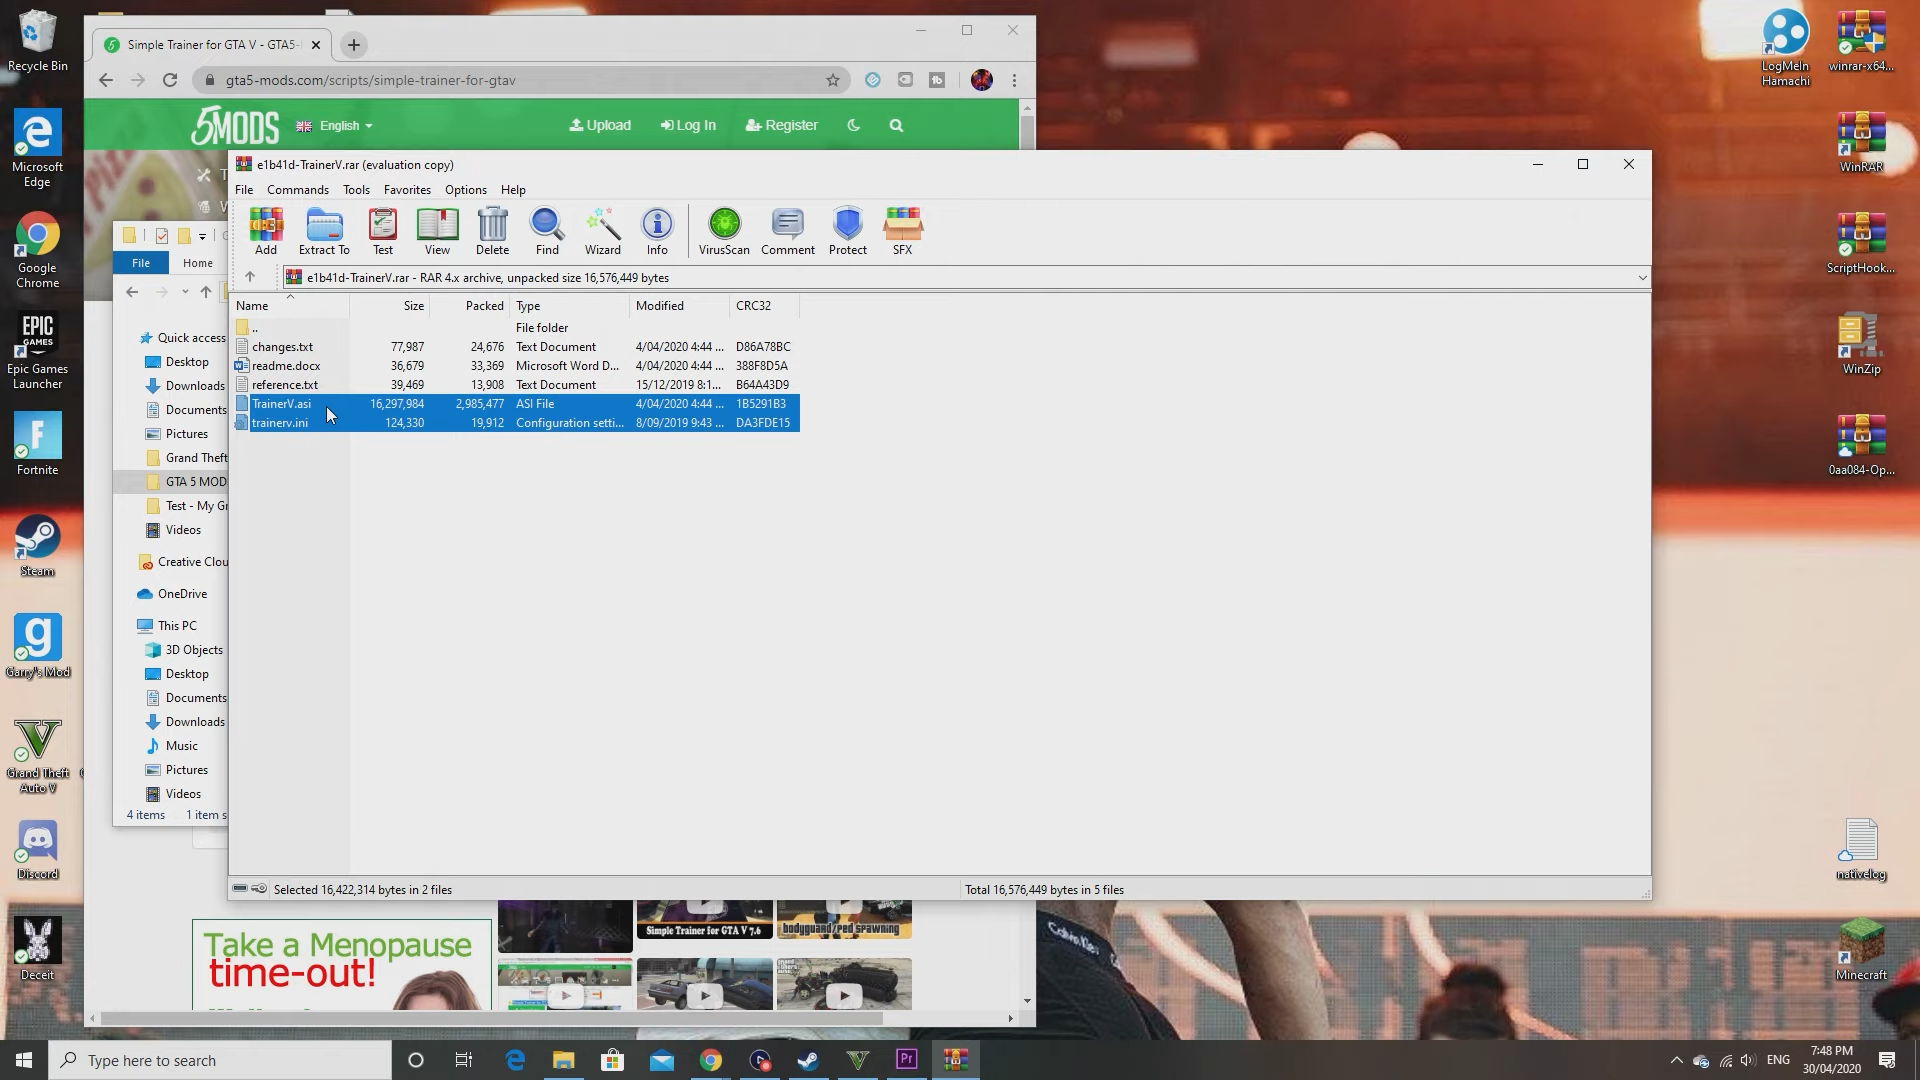 Recycle Bin
Microsoft
Edge
Google
Chrome
EPIC
GAMES
Epic Games
Launcher
Fortnite
Steam
Garry's Mod
Grand Theft
Auto V
Discord
Deceit
LogMeIn
Hamachi
winrar-x64...
WinRAR
ScriptHook...
WinZip
0aa084-Op...
nativelog
Minecraft
Simple Trainer for GTA V - GTA5-
gta5-mods.com/scripts/simple-trainer-for-gtav
5MODS
English
Upload
Log In
Register
File
Home
Quick access
Desktop
Downloads
Documents
Pictures
Grand Theft
GTA 5 MOD
Test - My Gr
Videos
Creative Clou
OneDrive
This PC
3D Objects
Desktop
Documents
Downloads
Music
Pictures
Videos
4 items 1 item s
e1b41d-TrainerV.rar (evaluation copy)
File Commands Tools Favorites Options Help
Add Extract To Test View Delete Find Wizard Info VirusScan Comment Protect SFX
e1b41d-TrainerV.rar - RAR 4.x archive, unpacked size 16,576,449 bytes
Name Size Packed Type Modified CRC32
.. File folder
changes.txt 77,987 24,676 Text Document 4/04/2020 4:44 ... D86A78BC
readme.docx 36,679 33,369 Microsoft Word D... 4/04/2020 4:44 ... 388F8D5A
reference.txt 39,469 13,908 Text Document 15/12/2019 8:1... B64A43D9
TrainerV.asi 16,297,984 2,985,477 ASI File 4/04/2020 4:44 ... 1B5291B3
trainerv.ini 124,330 19,912 Configuration setti... 8/09/2019 9:43 ... DA3FDE15
Selected 16,422,314 bytes in 2 files
Total 16,576,449 bytes in 5 files
Take a Menopause
time-out!
Simple Trainer for GTA V 7.6
bodyguard/ped spawning
Type here to search
ENG
7:48 PM
30/04/2020